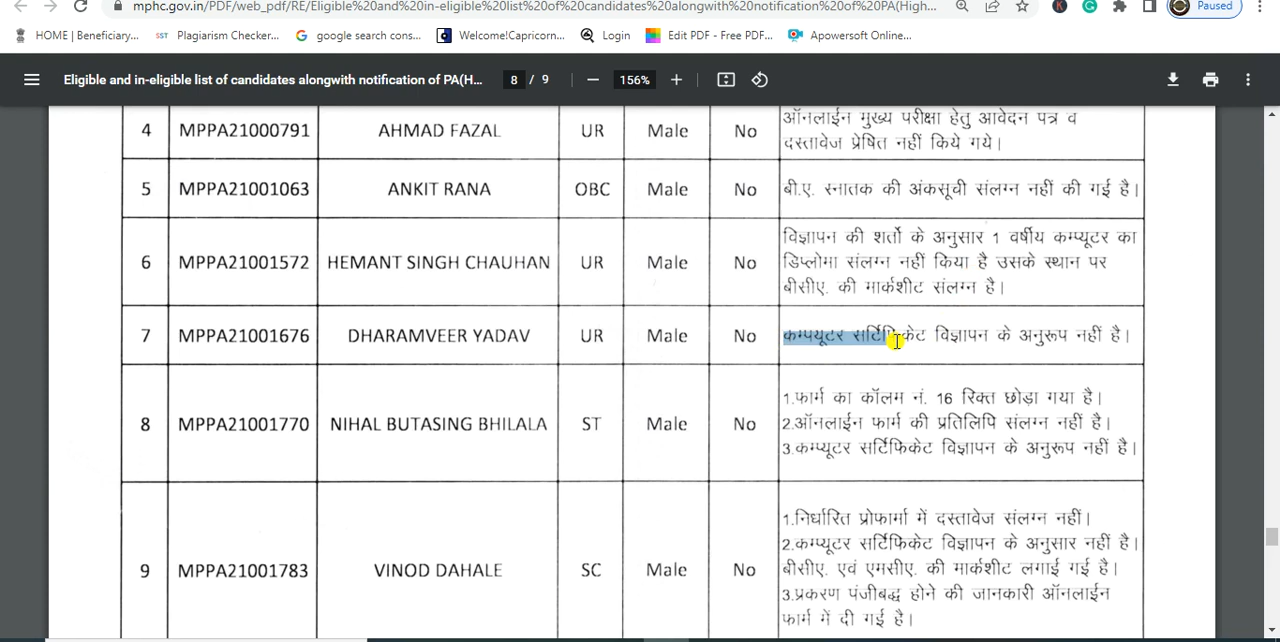 mphc.gov.in/PDF/web_pdf/RE/Eligible%20and%20in-eligible%20list%20of%20candidates%20alongwith%20notification%20of%20PA(High...
Paused
HOME | Beneficiary...
SST Plagiarism Checker...
google search cons...
Welcome!Capricorn...
Login
Edit PDF - Free PDF...
Apowersoft Online...
Eligible and in-eligible list of candidates alongwith notification of PA(H...
8 / 9
156%
4 MPPA21000791 AHMAD FAZAL UR Male No ऑनलाईन मुख्य परीक्षा हेतु आवेदन पत्र व
दस्तावेज प्रेषित नहीं किये गये।
5 MPPA21001063 ANKIT RANA OBC Male No बी.ए. स्नातक की अंकसूची संलग्न नहीं की गई है।
6 MPPA21001572 HEMANT SINGH CHAUHAN UR Male No विज्ञापन की शर्तो के अनुसार 1 वर्षीय कम्प्यूटर का
डिप्लोमा संलग्न नहीं किया है उसके स्थान पर
बीसीए. की मार्कशीट संलग्न है।
7 MPPA21001676 DHARAMVEER YADAV UR Male No कम्पयूटर सर्टिफिकेट विज्ञापन के अनुरूप नहीं है।
8 MPPA21001770 NIHAL BUTASING BHILALA ST Male No 1.फार्म का कॉलम नं. 16 रिक्त छोड़ा गया है।
2.ऑनलाईन फार्म की प्रतिलिपि संलग्न नहीं है।
3.कम्प्यूटर सर्टिफिकेट विज्ञापन के अनुरूप नहीं है।
9 MPPA21001783 VINOD DAHALE SC Male No 1.निर्धारित प्रोफार्मा में दस्तावेज संलग्न नहीं।
2.कम्प्यूटर सर्टिफिकेट विज्ञापन के अनुसार नहीं है।
बीसीए. एवं एमसीए. की मार्कशीट लगाई गई है।
3.प्रकरण पंजीबद्ध होने की जानकारी ऑनलाईन
फार्म में दी गई है।